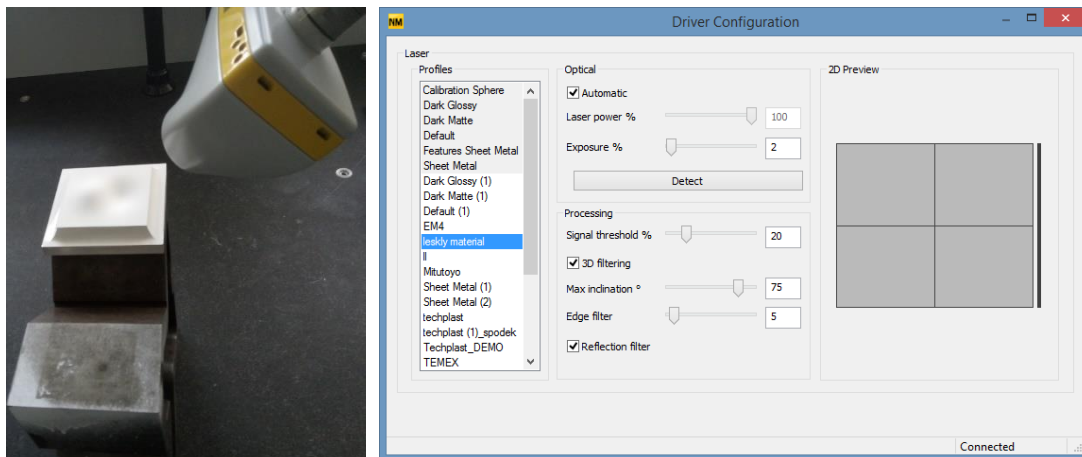 NM
Driver Configuration
Laser
Profiles
Calibration Sphere
Dark Glossy
Dark Matte
Default
Features Sheet Metal
Sheet Metal
Dark Glossy (1)
Dark Matte (1)
Default (1)
EM4
leskly material
ll
Mitutoyo
Sheet Metal (1)
Sheet Metal (2)
techplast
techplast (1)_spodek
Techplast_DEMO
TEMEX
Optical
Automatic
Laser power %
100
Exposure %
2
Detect
Processing
Signal threshold %
20
3D filtering
Max inclination °
75
Edge filter
5
Reflection filter
2D Preview
Connected